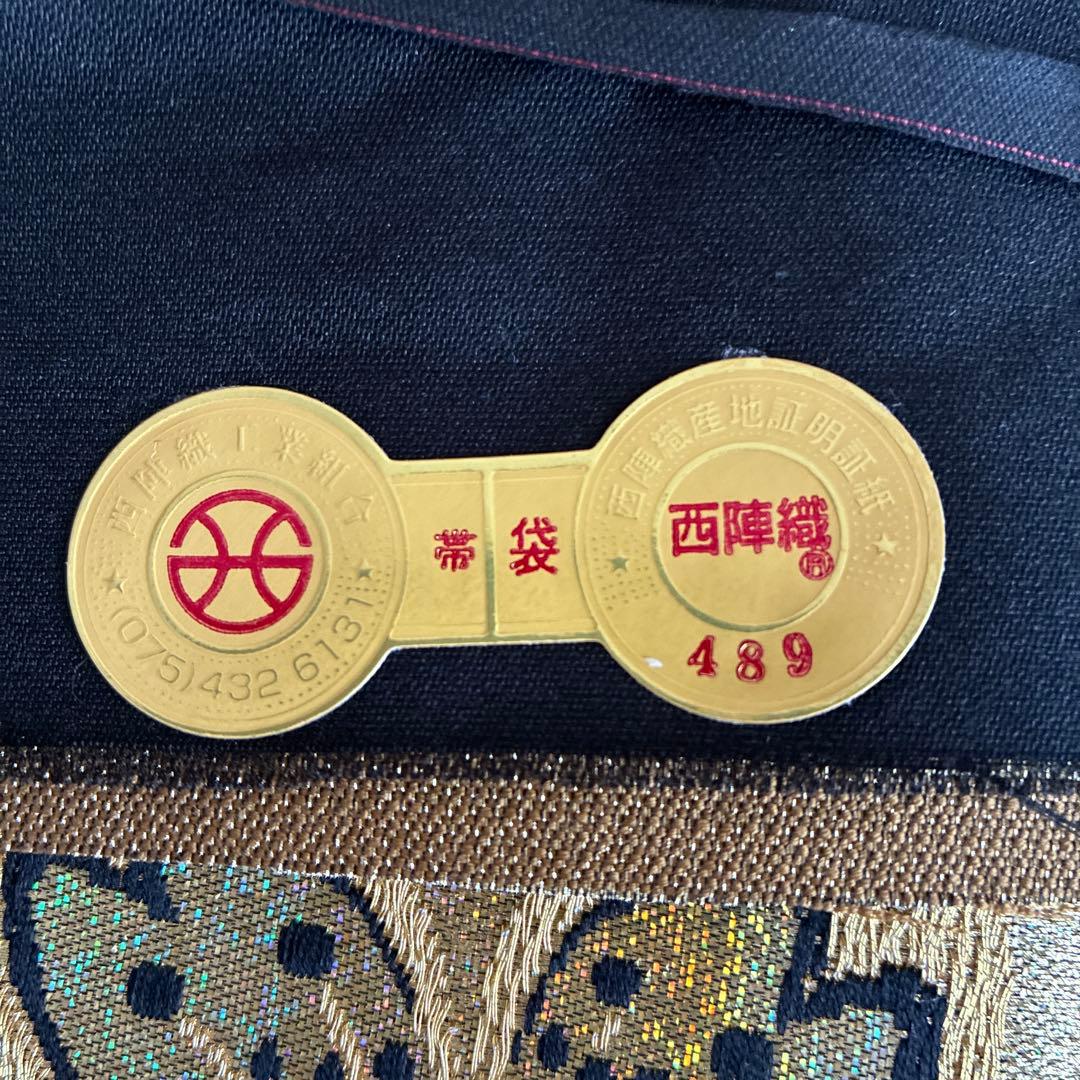 西陣織工業組合
(075)432 6131
袋帯
西陣織産地証明証紙
西陣織®
489